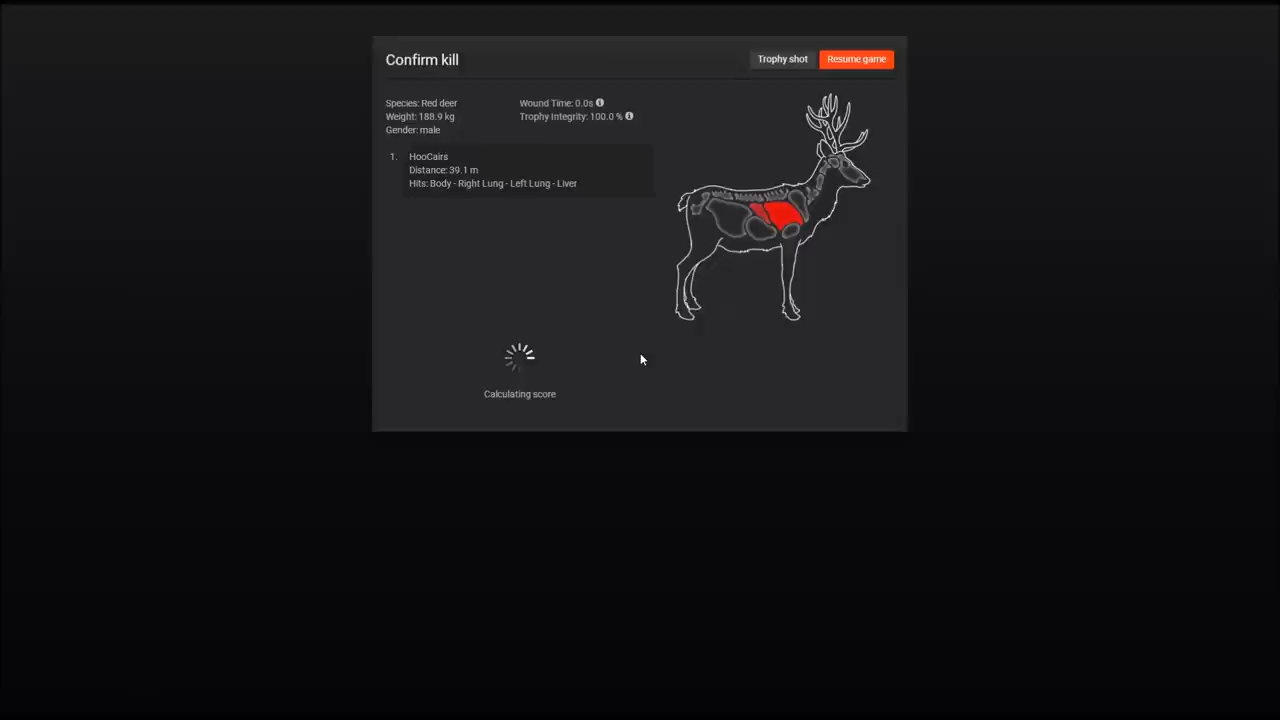 Confirm kill
Trophy shot
Resume game
Species: Red deer
Weight: 188.9 kg
Gender: male
Wound Time: 0.0s
Trophy Integrity: 100.0 %
1. HooCairs
Distance: 39.1 m
Hits: Body - Right Lung - Left Lung - Liver
Calculating score